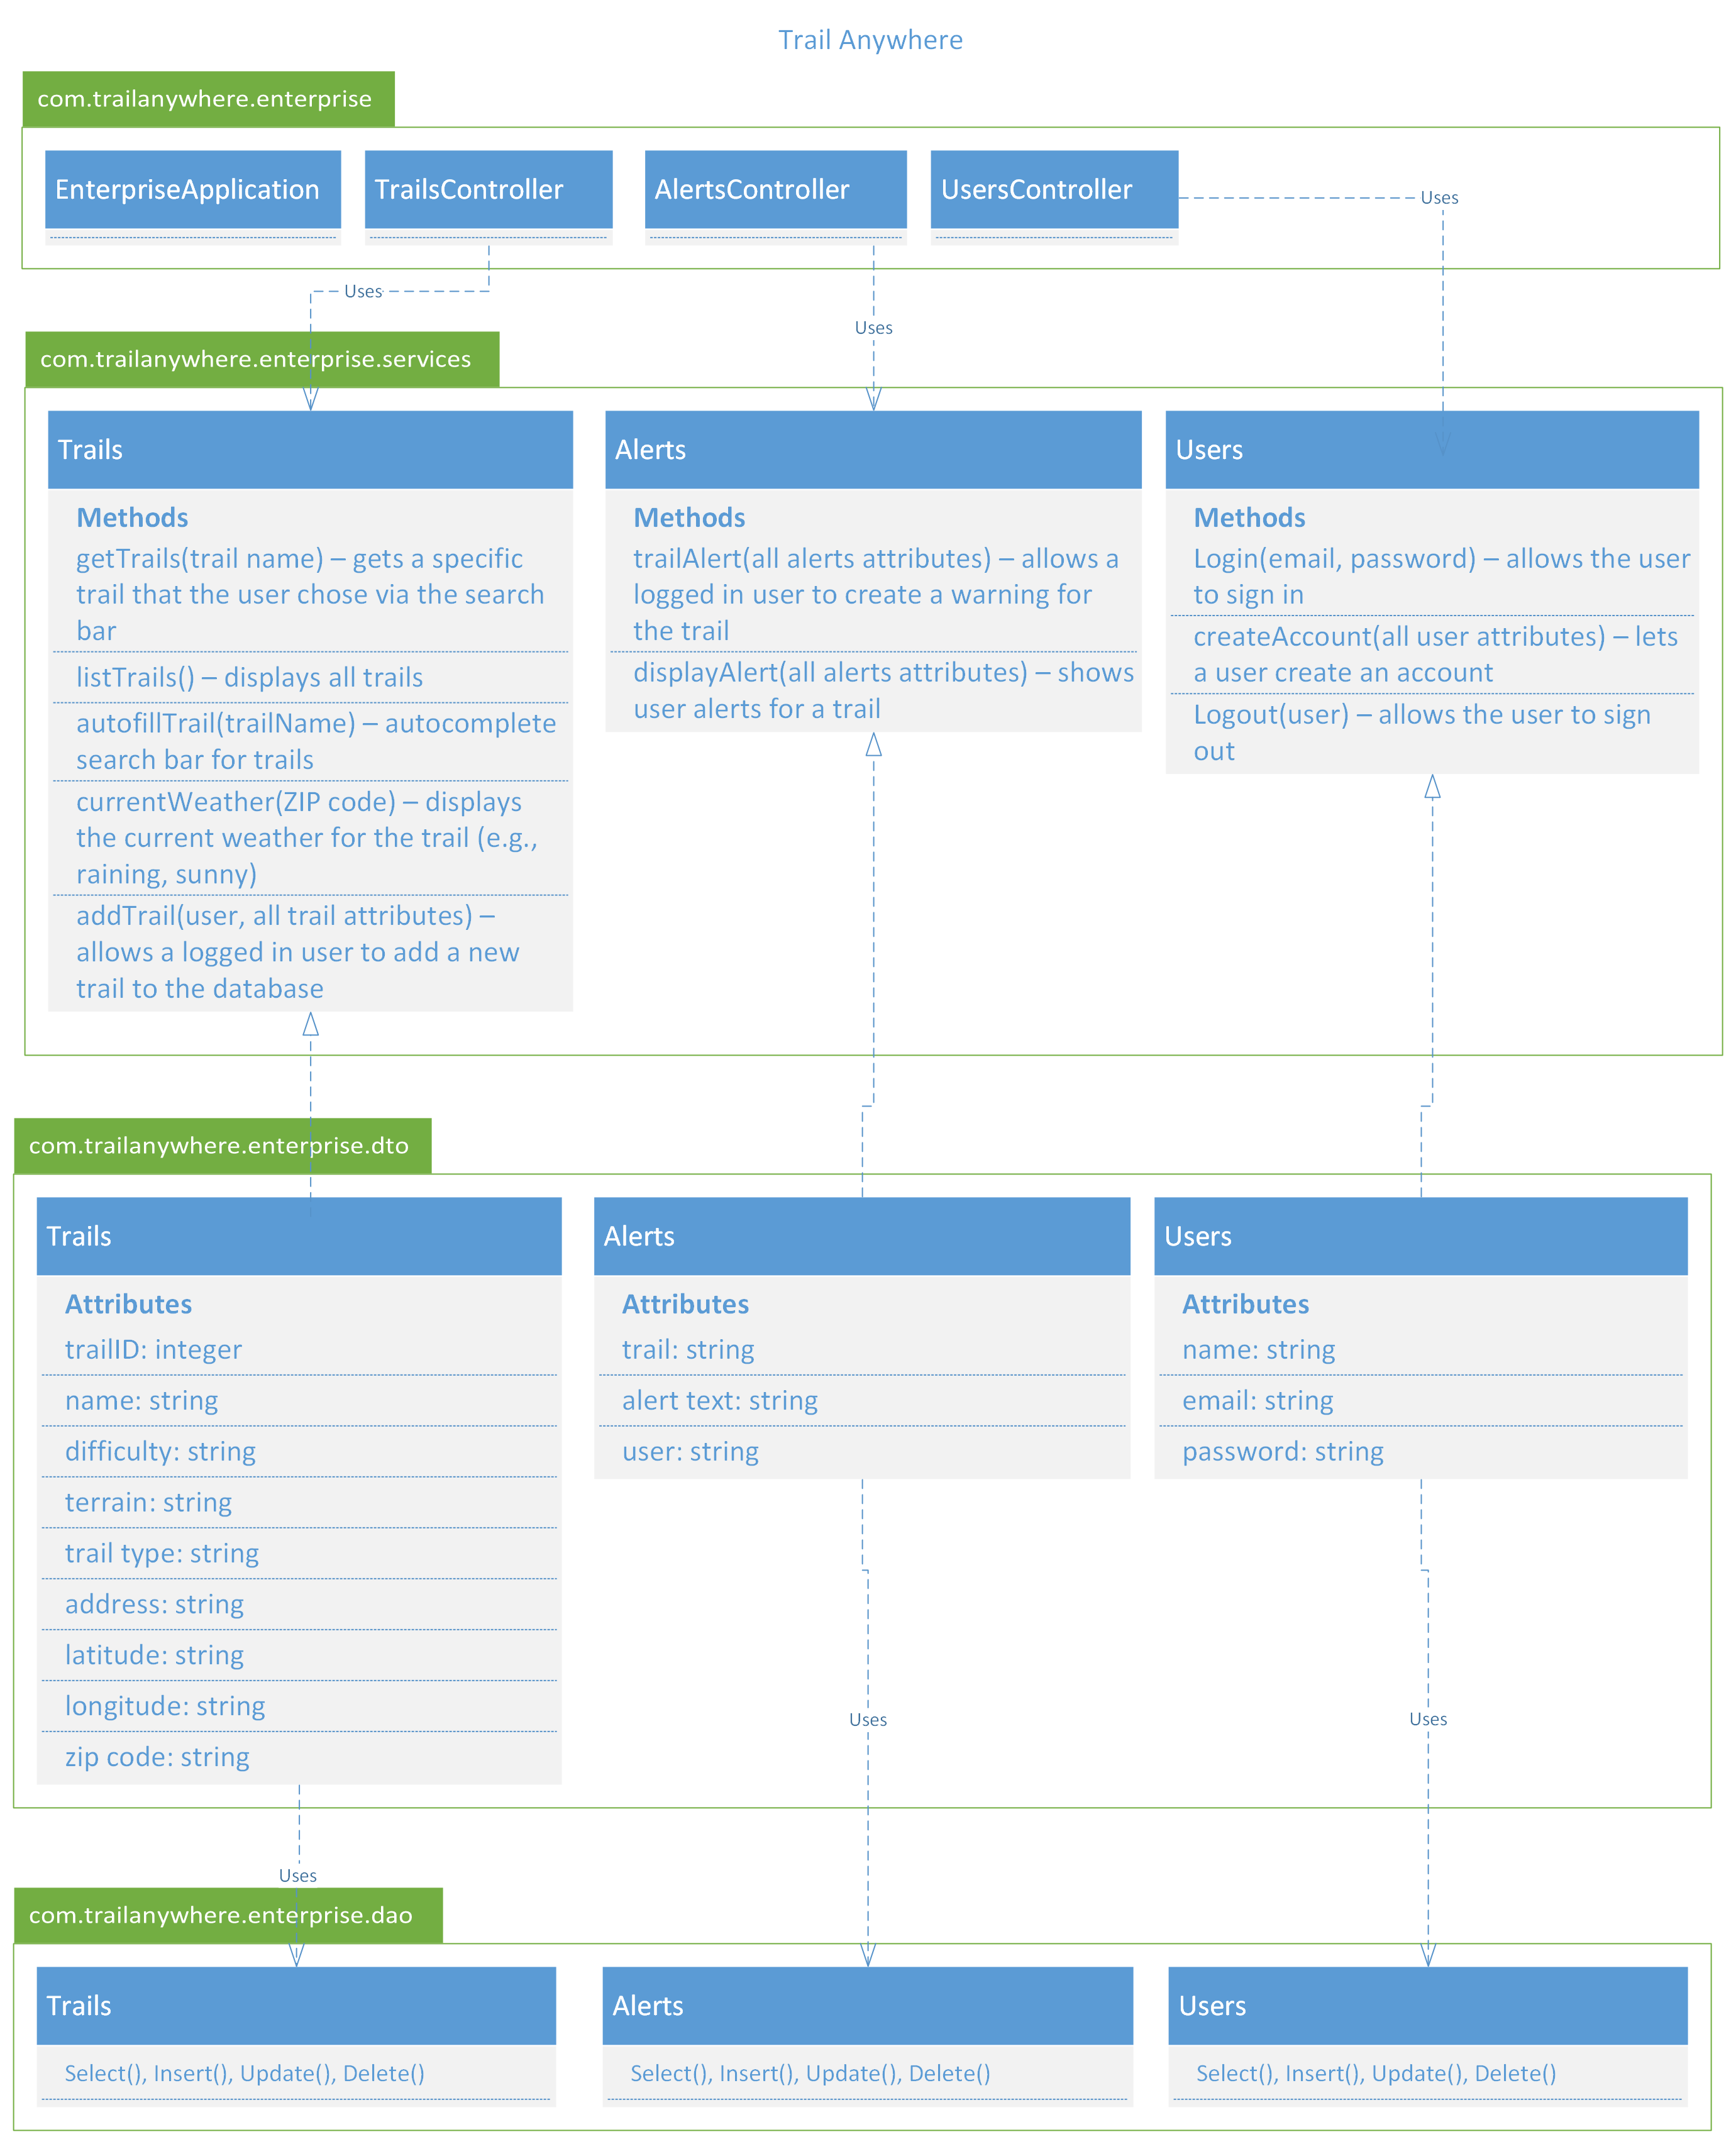 Trail Anywhere
com.trailanywhere.enterprise
EnterpriseApplication
TrailsController
AlertsController
UsersController
Uses
Uses
Uses
com.trailanywhere.enterprise.services
Trails
Methods
getTrails(trail name) – gets a specific
trail that the user chose via the search
bar
listTrails() – displays all trails
autofillTrail(trailName) – autocomplete
search bar for trails
currentWeather(ZIP code) – displays
the current weather for the trail (e.g.,
raining, sunny)
addTrail(user, all trail attributes) –
allows a logged in user to add a new
trail to the database
Alerts
Methods
trailAlert(all alerts attributes) – allows a
logged in user to create a warning for
the trail
displayAlert(all alerts attributes) – shows
user alerts for a trail
Users
Methods
Login(email, password) – allows the user
to sign in
createAccount(all user attributes) – lets
a user create an account
Logout(user) – allows the user to sign
out
com.trailanywhere.enterprise.dto
Trails
Attributes
trailID: integer
name: string
difficulty: string
terrain: string
trail type: string
address: string
latitude: string
longitude: string
zip code: string
Alerts
Attributes
trail: string
alert text: string
user: string
Users
Attributes
name: string
email: string
password: string
Uses
Uses
Uses
com.trailanywhere.enterprise.dao
Trails
Select(), Insert(), Update(), Delete()
Alerts
Select(), Insert(), Update(), Delete()
Users
Select(), Insert(), Update(), Delete()